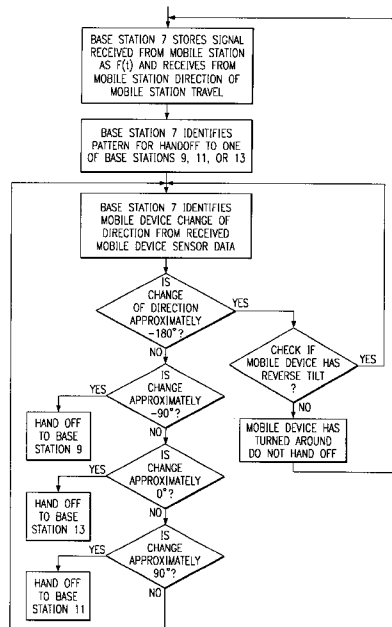 BASE STATION 7 STORES SIGNAL
RECEIVED FROM MOBILE STATION
AS F(t) AND RECEIVES FROM
MOBILE STATION DIRECTION OF
MOBILE STATION TRAVEL
BASE STATION 7 IDENTIFIES
PATTERN FOR HANDOFF TO ONE
OF BASE STATIONS 9, 11, OR 13
BASE STATION 7 IDENTIFIES
MOBILE DEVICE CHANGE OF
DIRECTION FROM RECEIVED
MOBILE DEVICE SENSOR DATA
IS
CHANGE
OF DIRECTION
APPROXIMATELY
-180°?
YES
NO
CHECK IF
MOBILE DEVICE HAS
REVERSE TILT
?
YES
NO
MOBILE DEVICE HAS
TURNED AROUND
DO NOT HAND OFF
IS
CHANGE
APPROXIMATELY
-90°?
YES
NO
HAND OFF
TO BASE
STATION 9
IS
CHANGE
APPROXIMATELY
0°?
YES
NO
HAND OFF
TO BASE
STATION 13
IS
CHANGE
APPROXIMATELY
90°?
YES
NO
HAND OFF
TO BASE
STATION 11